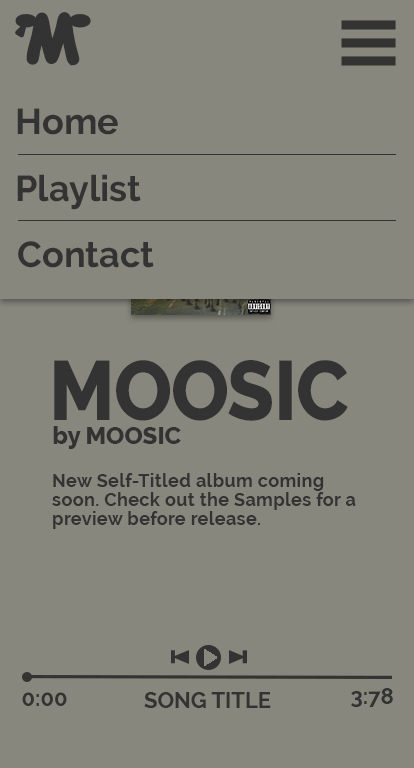 M
Home
Playlist
Contact
MOOSIC
by MOOSIC
New Self-Titled album coming
soon. Check out the Samples for a
preview before release.
0:00
SONG TITLE
3:78